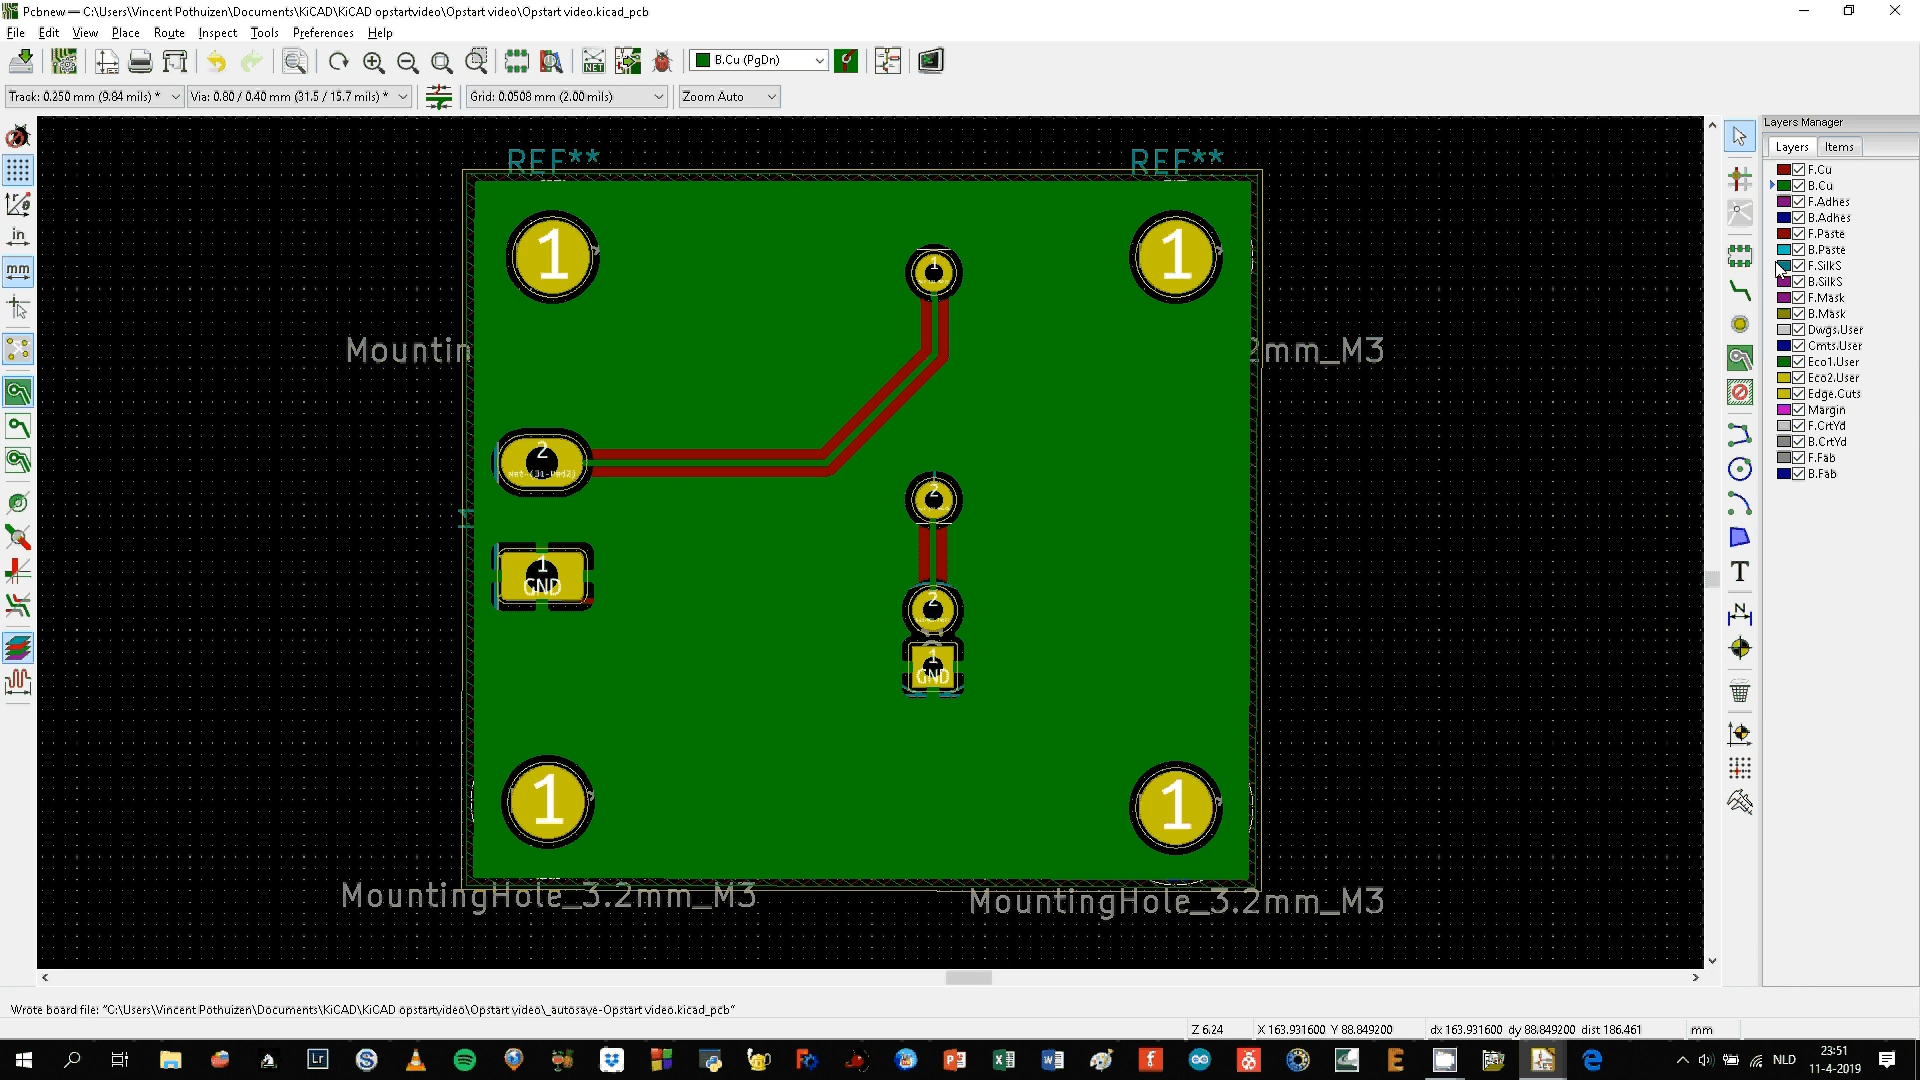 Pcbnew — C:\Users\Vincent Pothuizen\Documents\KiCAD\KiCAD opstartvideo\Opstart video\Opstart video.kicad_pcb
File Edit View Place Route Inspect Tools Preferences Help
NET
B.Cu (PgDn)
Track: 0.250 mm (9.84 mils) *
Via: 0.80 / 0.40 mm (31.5 / 15.7 mils) *
Grid: 0.0508 mm (2.00 mils)
Zoom Auto
in
mm
REF**
REF**
1
1
1
Mountin
2mm_M3
2
Net-(J1-Pad2)
2
1
GND
2
1
GND
1
1
MountingHole_3.2mm_M3
MountingHole_3.2mm_M3
T
N
Layers Manager
Layers Items
F.Cu
B.Cu
F.Adhes
B.Adhes
F.Paste
B.Paste
F.SilkS
B.SilkS
F.Mask
B.Mask
Dwgs.User
Cmts.User
Eco1.User
Eco2.User
Edge.Cuts
Margin
F.CrtYd
B.CrtYd
F.Fab
B.Fab
Wrote board file: "C:\Users\Vincent Pothuizen\Documents\KiCAD\KiCAD opstartvideo\Opstart video\_autosave-Opstart video.kicad_pcb"
Z 6.24
X 163.931600 Y 88.849200
dx 163.931600 dy 88.849200 dist 186.461
mm
Lr
NLD
23:51
11-4-2019